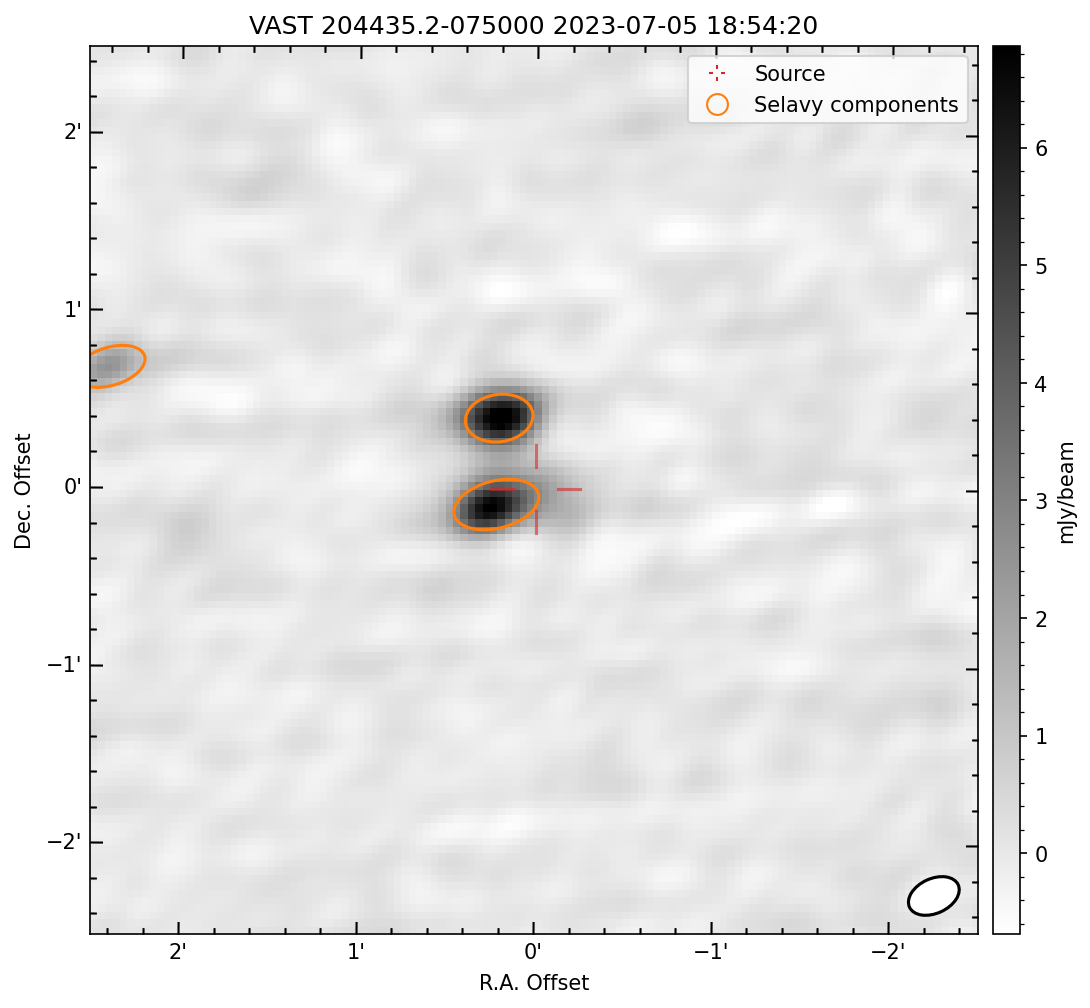 VAST 204435.2-075000 2023-07-05 18:54:20
Source
Selavy components
2'
1'
0'
−1'
−2'
Dec. Offset
2'
1'
0'
−1'
−2'
R.A. Offset
6
5
4
3
2
1
0
mJy/beam